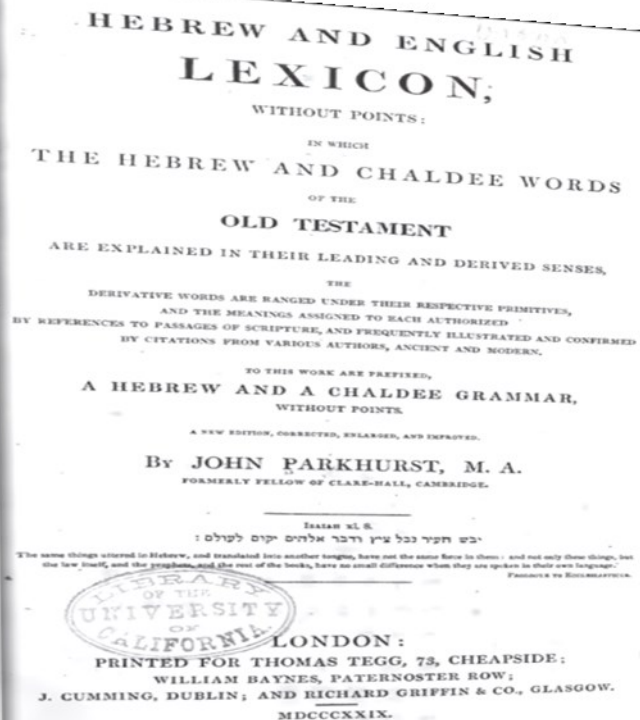 HEBREW AND ENGLISH
LEXICON,
WITHOUT POINTS:
IN WHICH
THE HEBREW AND CHALDEE WORDS
OF THE
OLD TESTAMENT
ARE EXPLAINED IN THEIR LEADING AND DERIVED SENSES,
THE
DERIVATIVE WORDS ARE RANGED UNDER THEIR RESPECTIVE PRIMITIVES,
AND THE MEANINGS ASSIGNED TO EACH AUTHORIZED
BY REFERENCES TO PASSAGES OF SCRIPTURE, AND FREQUENTLY ILLUSTRATED AND CONFIRMED
BY CITATIONS FROM VARIOUS AUTHORS, ANCIENT AND MODERN.
TO THIS WORK ARE PREFIXED,
A HEBREW AND A CHALDEE GRAMMAR,
WITHOUT POINTS.
A NEW EDITION, CORRECTED, ENLARGED, AND IMPROVED.
BY JOHN PARKHURST, M. A.
FORMERLY FELLOW OF CLARE-HALL, CAMBRIDGE.
Isaiah xl, 8.
יבש חציר נבל ציץ ודבר אלהים יקום לעולם :
'The same things uttered in Hebrew, and translated into another tongue, have not the same force in them: and not only these things, but
the law itself, and the prophets, and the rest of the books, have no small difference when they are spoken in their own language.'
PROLOGUE TO ECCLESIASTICUS.
LIBRARY
OF THE
UNIVERSITY
OF
CALIFORNIA.
LONDON:
PRINTED FOR THOMAS TEGG, 73, CHEAPSIDE;
WILLIAM BAYNES, PATERNOSTER ROW;
J. CUMMING, DUBLIN; AND RICHARD GRIFFIN & CO., GLASGOW.
MDCCCXXIX.